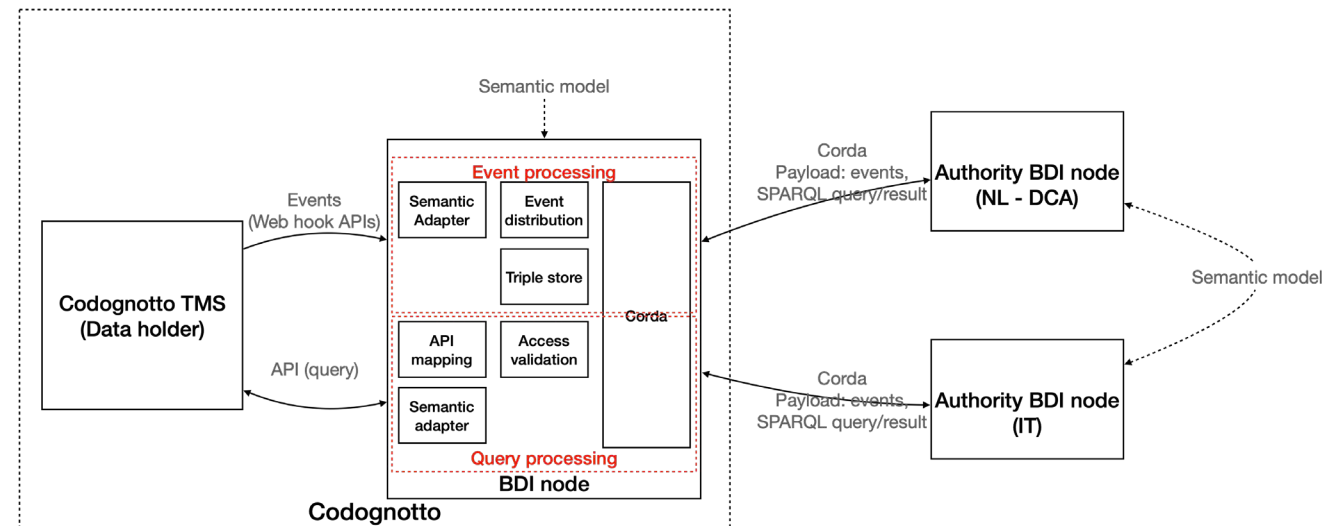 Semantic model
Event processing
Semantic
Adapter
Event
distribution
Triple store
Corda
API
mapping
Access
validation
Semantic
adapter
Query processing
BDI node
Codognotto
Events
(Web hook APIs)
Codognotto TMS
(Data holder)
API (query)
Corda
Payload: events,
SPARQL query/result
Authority BDI node
(NL - DCA)
Semantic model
Corda
Payload: events,
SPARQL query/result
Authority BDI node
(IT)